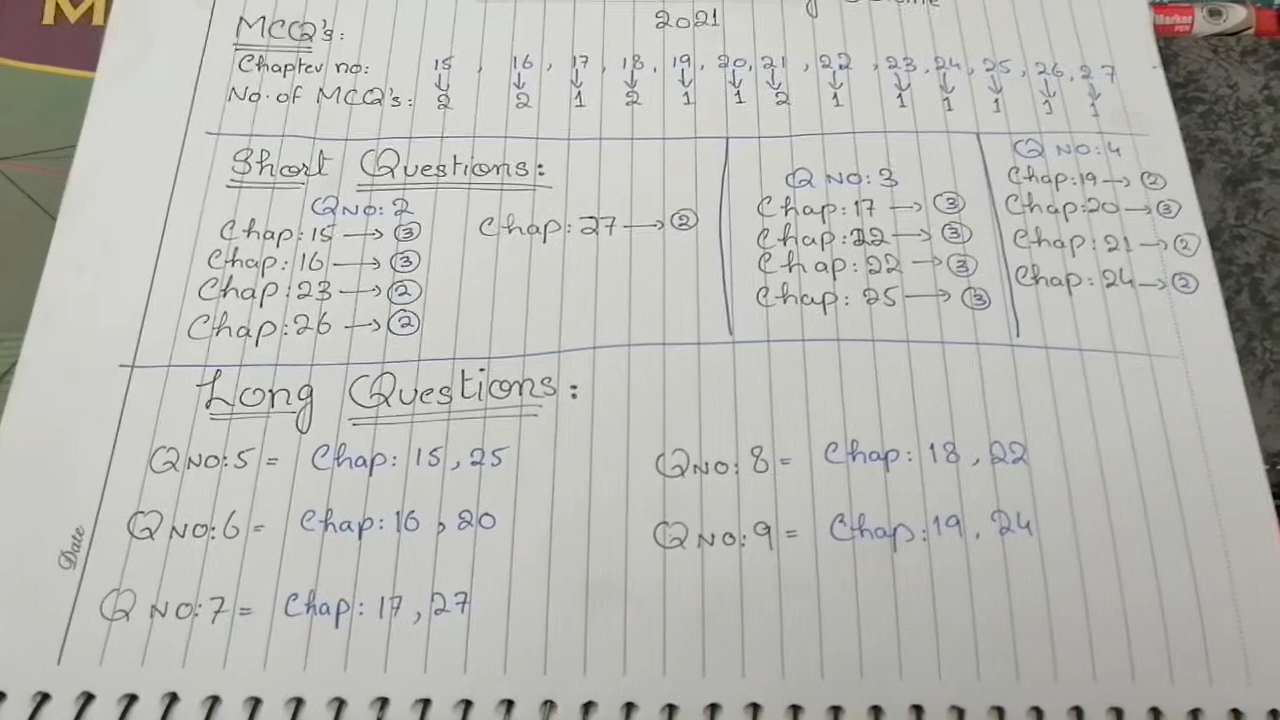 M
Marker
PEN
2021
MCQ's:
Chapter no: 15, 16, 17, 18, 19, 20, 21, 22, 23, 24, 25, 26, 27
No. of MCQ's: 2 2 1 2 1 1 2 1 1 1 1 1 1
Short Questions:
Q NO: 2
Chap: 15 → 3
Chap: 16 → 3
Chap: 23 → 2
Chap: 26 → 2
Chap: 27 → 2
Q NO: 3
Chap: 17 → 3
Chap: 22 → 3
Chap: 22 → 3
Chap: 25 → 3
Q NO: 4
Chap: 19 → 2
Chap: 20 → 3
Chap: 21 → 2
Chap: 24 → 2
Long Questions:
Q NO: 5 = Chap: 15, 25
Q NO: 6 = Chap: 16, 20
Q NO: 7 = Chap: 17, 27
Q NO: 8 = Chap: 18, 22
Q NO: 9 = Chap: 19, 24
Date